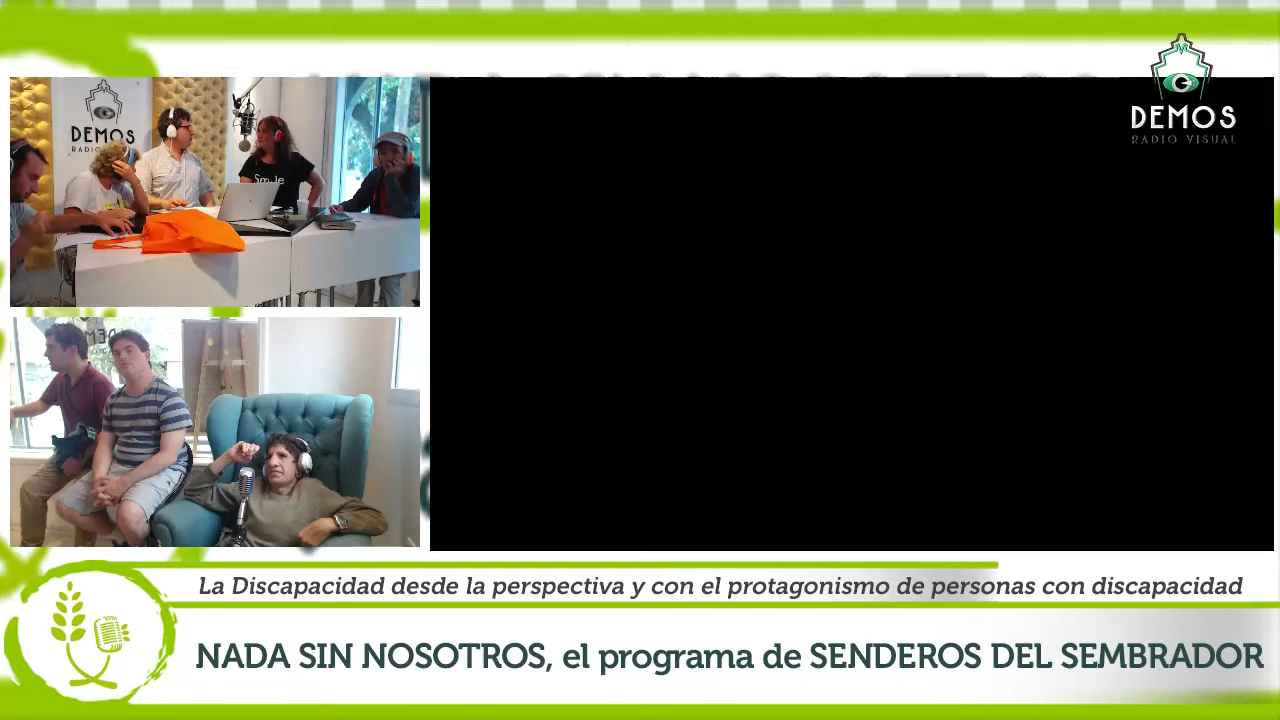 DEMOS
RADIO VISUAL
DEMOS
La Discapacidad desde la perspectiva y con el protagonismo de personas con discapacidad
NADA SIN NOSOTROS, el programa de SENDEROS DEL SEMBRADOR